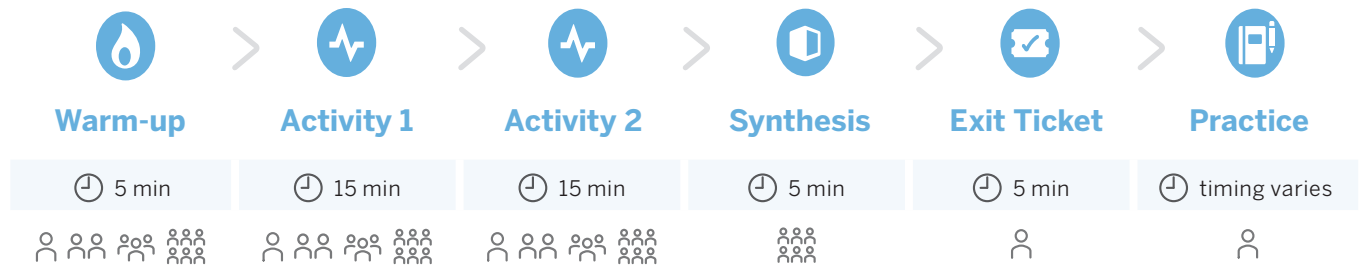 Warm-up Activity 1 Activity 2 Synthesis Exit Ticket Practice
5 min 15 min 15 min 5 min 5 min timing varies